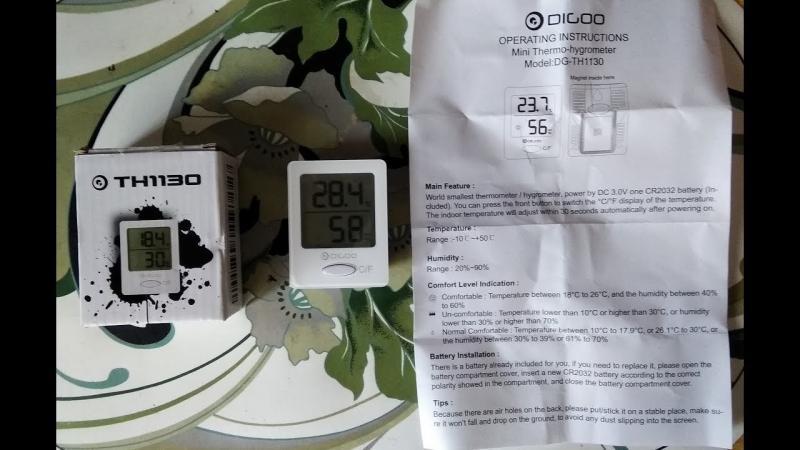 TH1130
18.4
30
28.4
58
DIGOO
C/F
DIGOO
OPERATING INSTRUCTIONS
Mini Thermo-hygrometer
Model:DG-TH1130
Magnet inside here
23.7
56
DIGOO
C/F
Main Feature :
World smallest thermometer / hygrometer, power by DC 3.0V one CR2032 battery (In-
cluded). You can press the front button to switch the °C/°F display of the temperature.
The indoor temperature will adjust within 30 seconds automatically after powering on.
Temperature :
Range :-10℃~+50℃
Humidity :
Range : 20%~90%
Comfort Level Indication :
Comfortable : Temperature between 18°C to 26°C, and the humidity between 40%
to 60%
Un-comfortable : Temperature lower than 10°C or higher than 30°C, or humidity
lower than 30% or higher than 70%
Normal Comfortable : Temperature between 10°C to 17.9°C, or 26.1°C to 30°C, or
the humidity between 30% to 39% or 61% to 70%
Battery Installation :
There is a battery already included for you, if you need to replace it, please open the
battery compartment cover, insert a new CR2032 battery according to the correct
polarity showed in the compartment, and close the battery compartment cover.
Tips :
Because there are air holes on the back, please put/stick it on a stable place, make su-
re it won't fall and drop on the ground, to avoid any dust slipping into the screen.